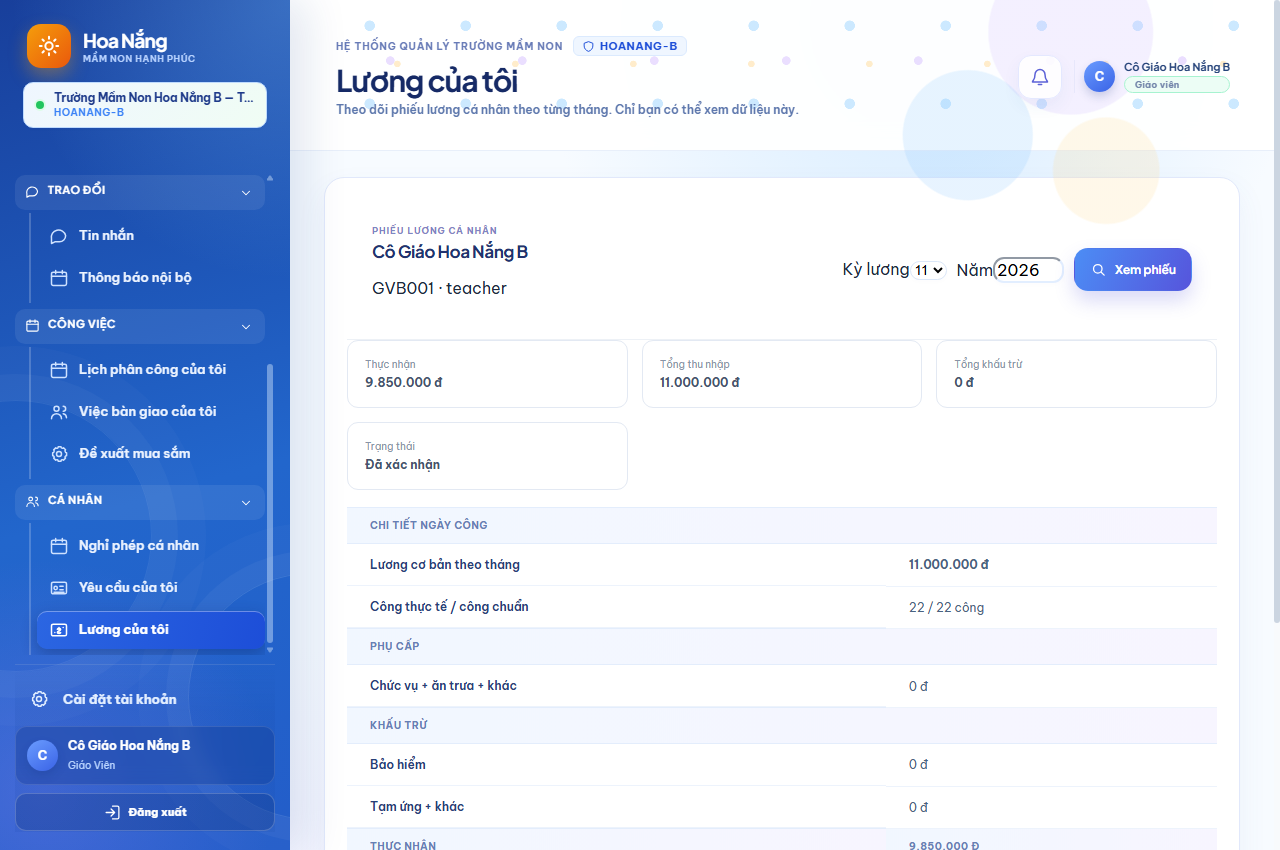 Hoa Nắng
MẦM NON HẠNH PHÚC
Trường Mầm Non Hoa Nắng B – T...
HOANANG-B
TRAO ĐỔI
Tin nhắn
Thông báo nội bộ
CÔNG VIỆC
Lịch phân công của tôi
Việc bàn giao của tôi
Đề xuất mua sắm
CÁ NHÂN
Nghỉ phép cá nhân
Yêu cầu của tôi
Lương của tôi
Cài đặt tài khoản
C
Cô Giáo Hoa Nắng B
Giáo Viên
Đăng xuất
HỆ THỐNG QUẢN LÝ TRƯỜNG MẦM NON
HOANANG-B
Lương của tôi
Theo dõi phiếu lương cá nhân theo từng tháng. Chỉ bạn có thể xem dữ liệu này.
C
Cô Giáo Hoa Nắng B
Giáo viên
PHIẾU LƯƠNG CÁ NHÂN
Cô Giáo Hoa Nắng B
GVB001 · teacher
Kỳ lương 11 Năm 2026 Xem phiếu
Thực nhận
9.850.000 đ
Tổng thu nhập
11.000.000 đ
Tổng khấu trừ
0 đ
Trạng thái
Đã xác nhận
CHI TIẾT NGÀY CÔNG
Lương cơ bản theo tháng 11.000.000 đ
Công thực tế / công chuẩn 22 / 22 công
PHỤ CẤP
Chức vụ + ăn trưa + khác 0 đ
KHẤU TRỪ
Bảo hiểm 0 đ
Tạm ứng + khác 0 đ
THỰC NHẬN 9.850.000 Đ